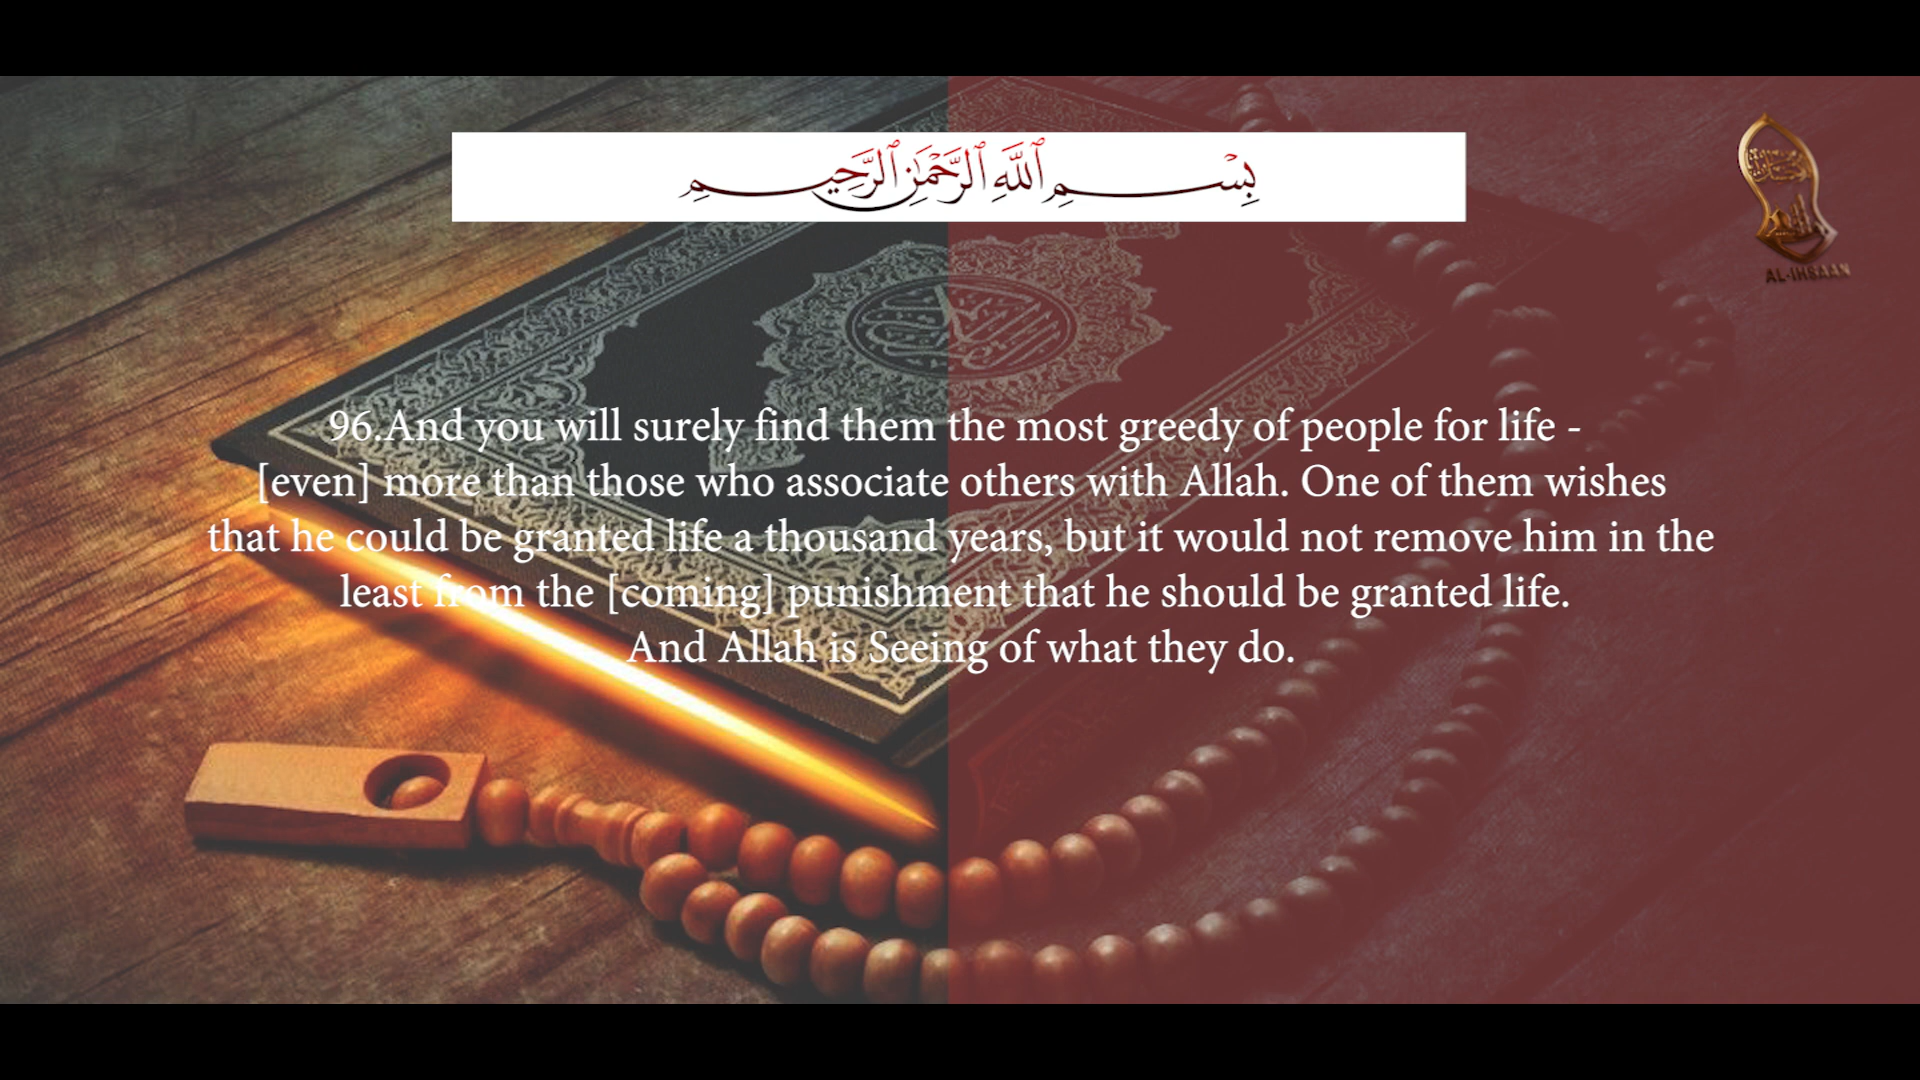 بِسْمِ ٱللَّهِ ٱلرَّحْمَٰنِ ٱلرَّحِيمِ
AL-IHSAAN
96.And you will surely find them the most greedy of people for life -
[even] more than those who associate others with Allah. One of them wishes
that he could be granted life a thousand years, but it would not remove him in the
least from the [coming] punishment that he should be granted life.
And Allah is Seeing of what they do.